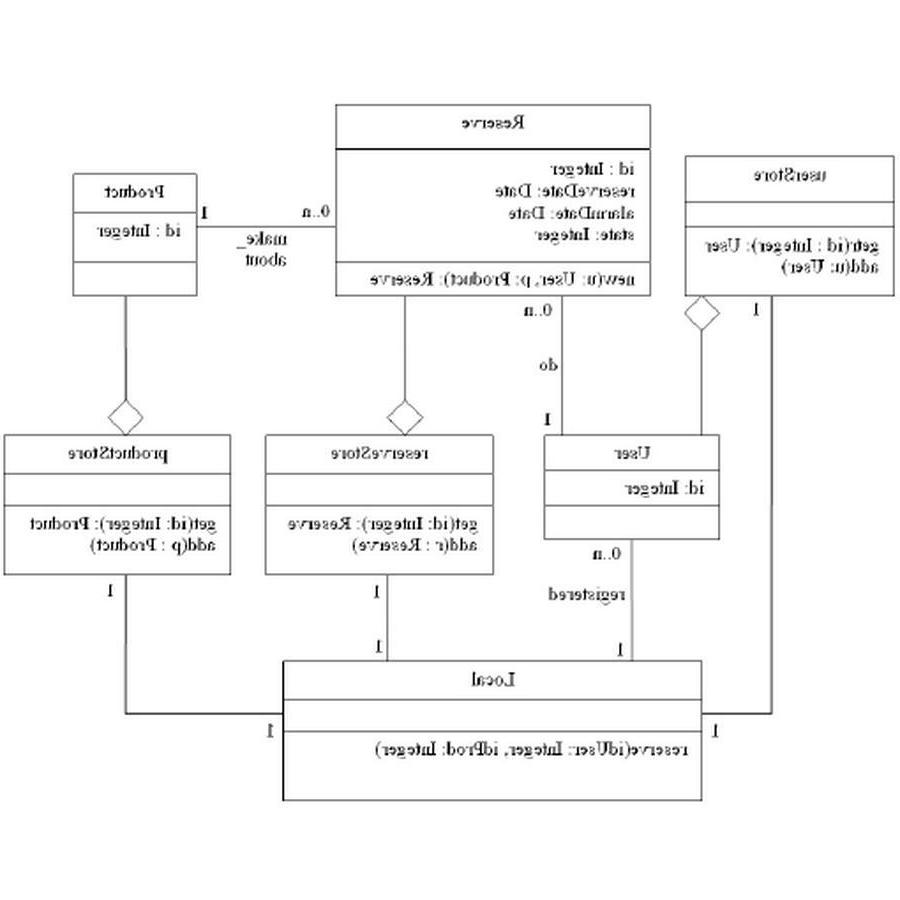 Reserve
id : Integer
reserveDate: Date
alarmDate: Date
state: Integer
new(u: User, p: Product): Reserve
userStore
get(id : Integer): User
add(u: User)
Product
id : Integer
1
0..n
make_
about
0..n
do
1
1
productStore
get(id: Integer): Product
add(p : Product)
reserveStore
get(id: Integer): Reserve
add(r : Reserve)
User
id: Integer
0..n
registered
1
1
1
1
Local
reserve(idUser: Integer, idProd: Integer)
1
1